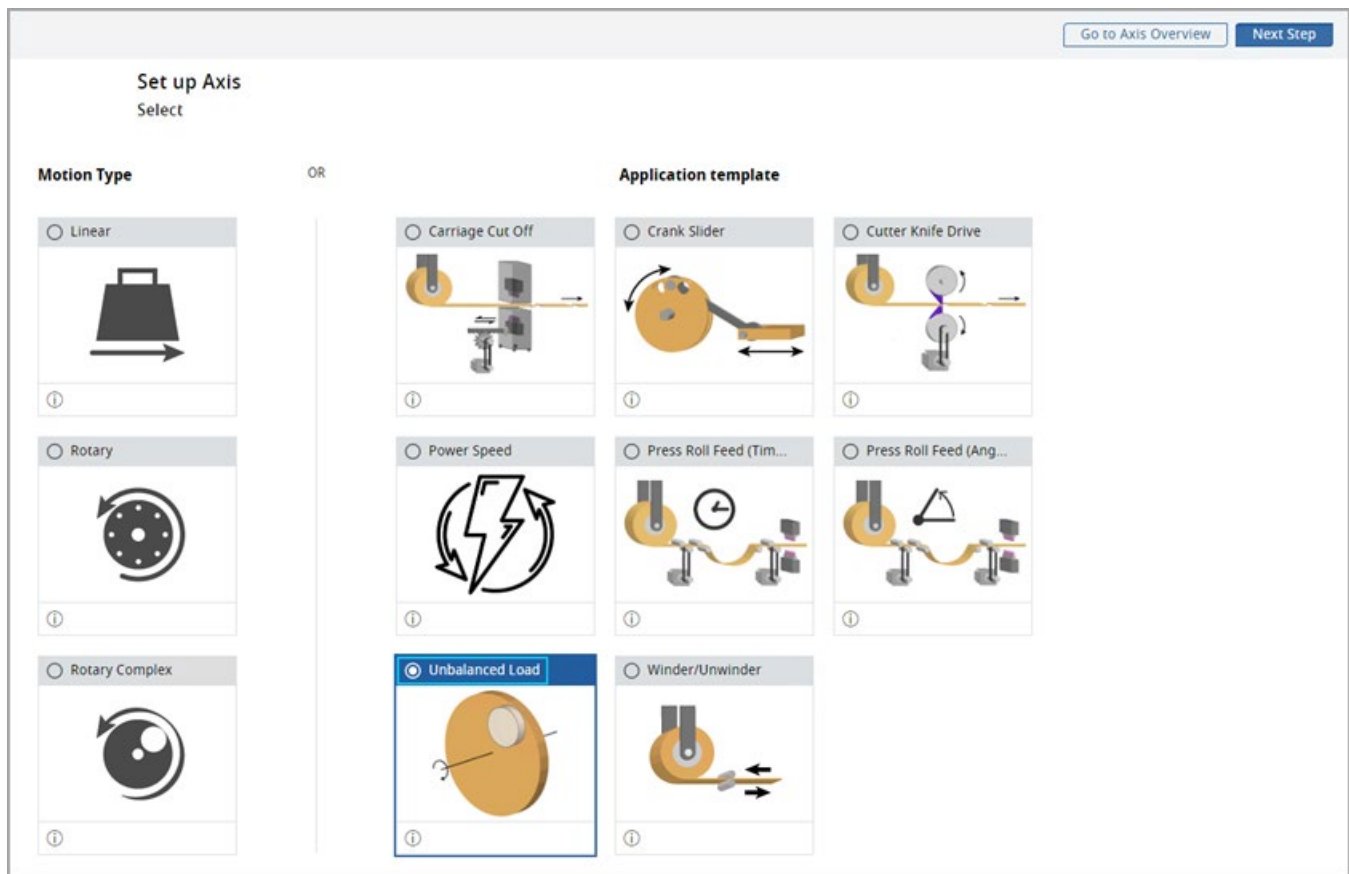 Go to Axis Overview Next Step
Set up Axis
Select
Motion Type OR Application template
Linear Carriage Cut Off Crank Slider Cutter Knife Drive
Rotary Power Speed Press Roll Feed (Tim... Press Roll Feed (Ang...
Rotary Complex Unbalanced Load Winder/Unwinder